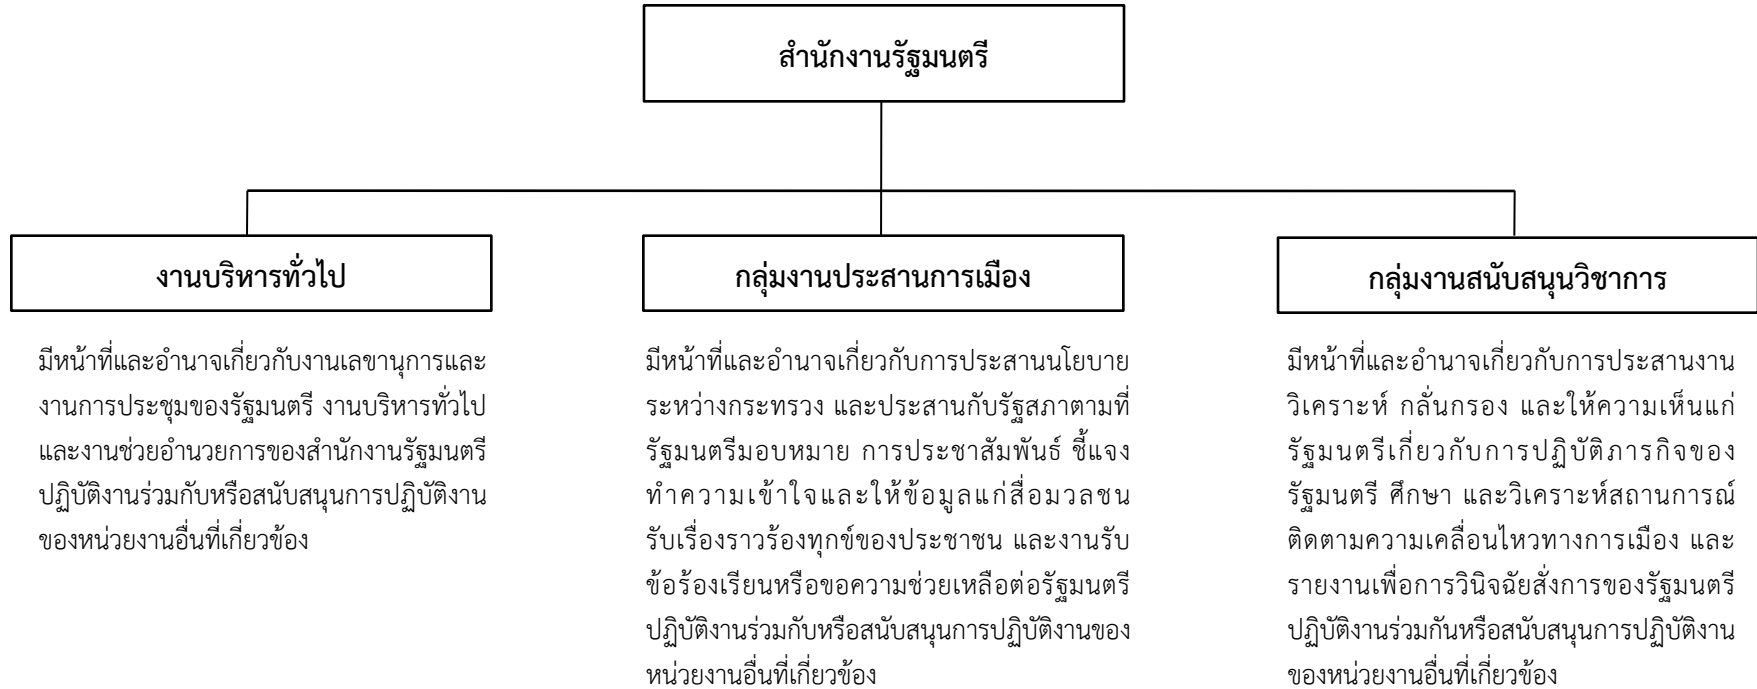 สำนักงานรัฐมนตรี
งานบริหารทั่วไป
มีหน้าที่และอำนาจเกี่ยวกับงานเลขานุการและ
งานการประชุมของรัฐมนตรี งานบริหารทั่วไป
และงานช่วยอำนวยการของสำนักงานรัฐมนตรี
ปฏิบัติงานร่วมกับหรือสนับสนุนการปฏิบัติงาน
ของหน่วยงานอื่นที่เกี่ยวข้อง
กลุ่มงานประสานการเมือง
มีหน้าที่และอำนาจเกี่ยวกับการประสานนโยบาย
ระหว่างกระทรวง และประสานกับรัฐสภาตามที่
รัฐมนตรีมอบหมาย การประชาสัมพันธ์ ชี้แจง
ทำความเข้าใจและให้ข้อมูลแก่สื่อมวลชน
รับเรื่องราวร้องทุกข์ของประชาชน และงานรับ
ข้อร้องเรียนหรือขอความช่วยเหลือต่อรัฐมนตรี
ปฏิบัติงานร่วมกับหรือสนับสนุนการปฏิบัติงานของ
หน่วยงานอื่นที่เกี่ยวข้อง
กลุ่มงานสนับสนุนวิชาการ
มีหน้าที่และอำนาจเกี่ยวกับการประสานงาน
วิเคราะห์ กลั่นกรอง และให้ความเห็นแก่
รัฐมนตรีเกี่ยวกับการปฏิบัติภารกิจของ
รัฐมนตรี ศึกษา และวิเคราะห์สถานการณ์
ติดตามความเคลื่อนไหวทางการเมือง และ
รายงานเพื่อการวินิจฉัยสั่งการของรัฐมนตรี
ปฏิบัติงานร่วมกันหรือสนับสนุนการปฏิบัติงาน
ของหน่วยงานอื่นที่เกี่ยวข้อง